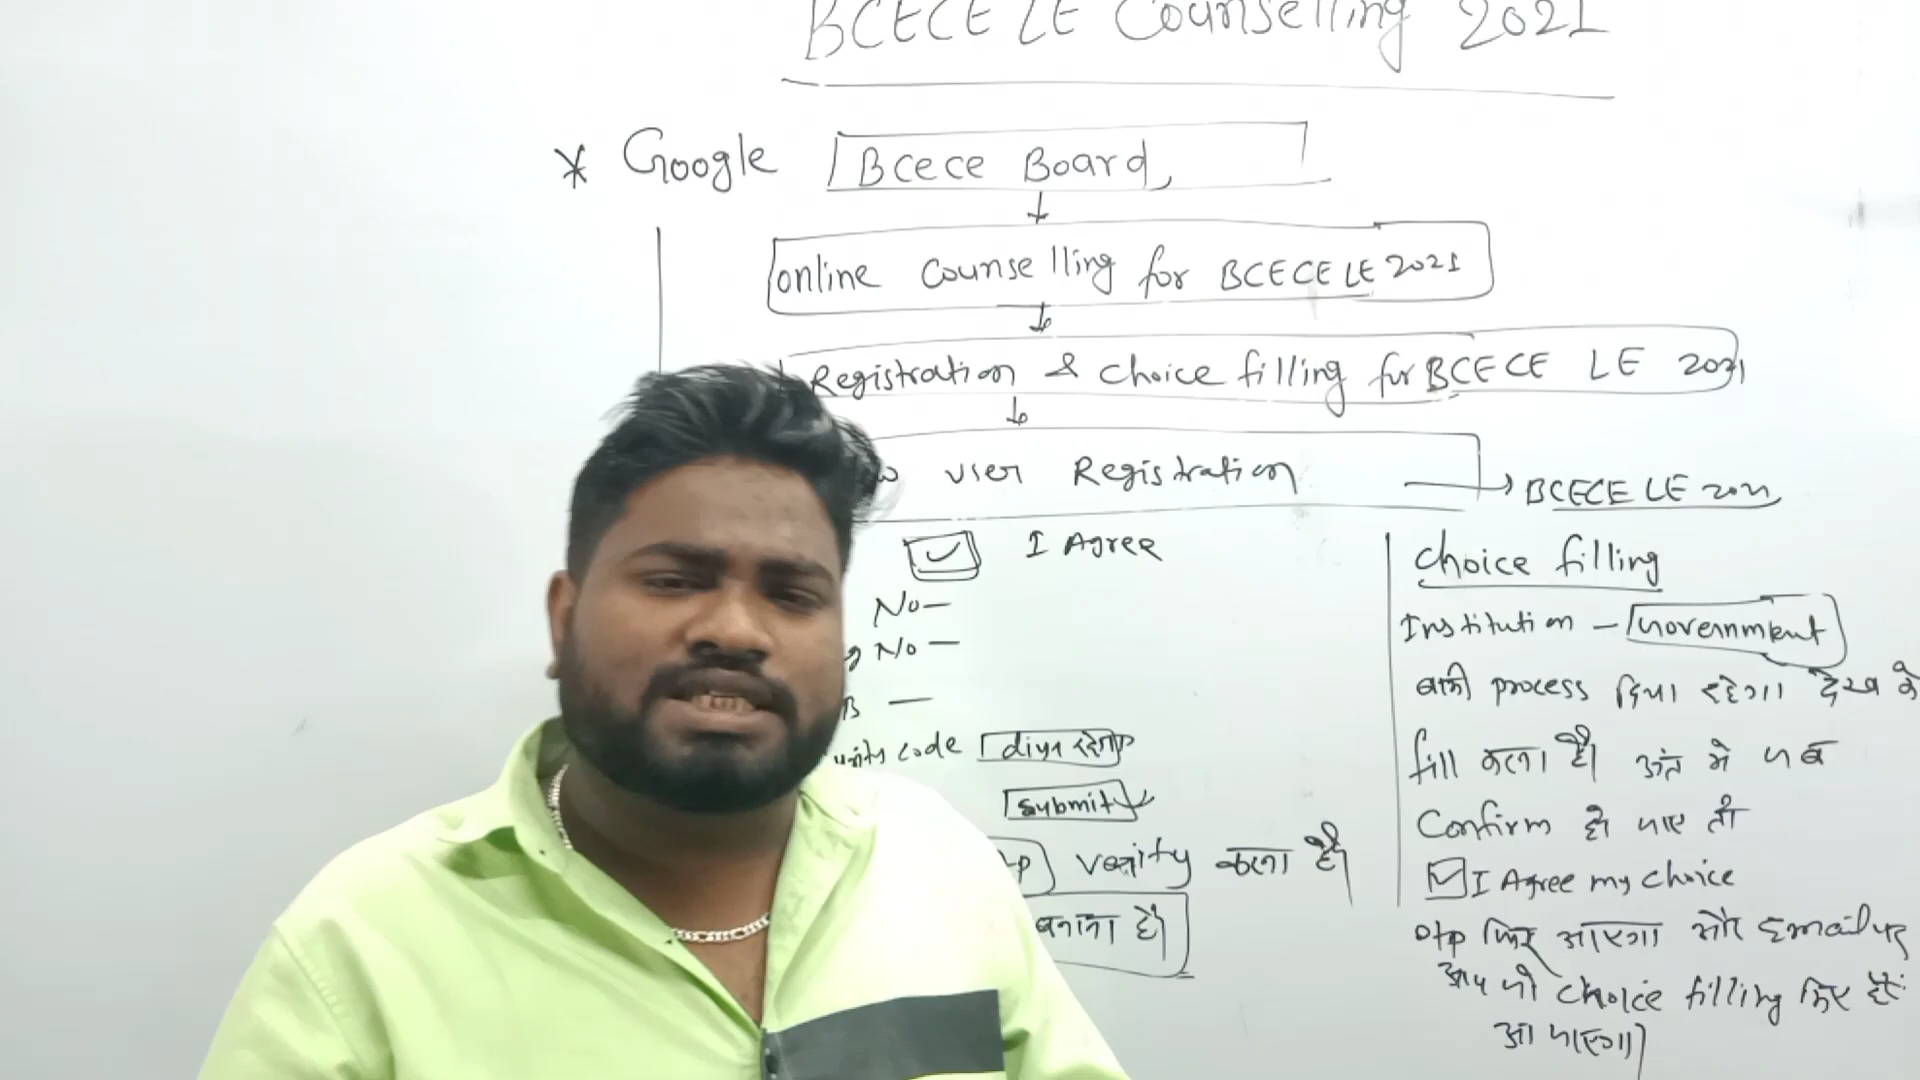 BCECE LE Counselling 2021
* Google Bcece Board
online Counselling for BCECE LE 2021
Registration & choice filling for BCECE LE 2021
User Registration → BCECE LE 2021
I Agree
No-
No-
code diya रहेगा
submit
verify करना है
बनाना है
Choice filling
Institution - Government
बाकी process दिया रहेगा देख के
fill करना है। अंत मे जब
Confirm हो जाए तो
I Agree my choice
otp फिर आएगा और Email पर
आप जो choice filling किए है
आ जाएगा